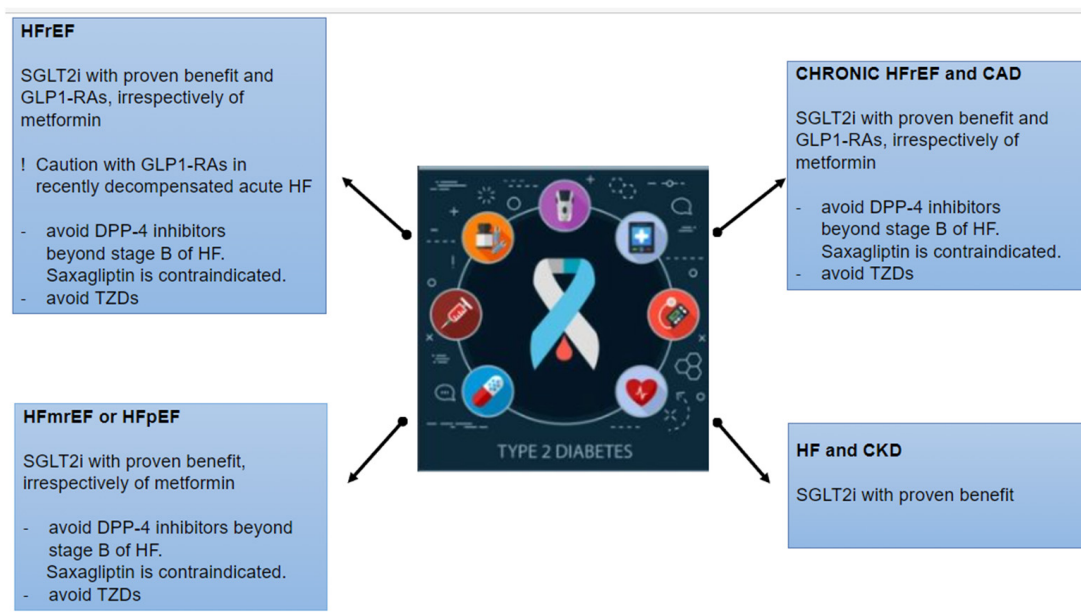 HFrEF
SGLT2i with proven benefit and
GLP1-RAs, irrespectively of
metformin
! Caution with GLP1-RAs in
recently decompensated acute HF
- avoid DPP-4 inhibitors
beyond stage B of HF.
Saxagliptin is contraindicated.
- avoid TZDs
CHRONIC HFrEF and CAD
SGLT2i with proven benefit and
GLP1-RAs, irrespectively of
metformin
- avoid DPP-4 inhibitors
beyond stage B of HF.
Saxagliptin is contraindicated.
- avoid TZDs
TYPE 2 DIABETES
HFmrEF or HFpEF
SGLT2i with proven benefit,
irrespectively of metformin
- avoid DPP-4 inhibitors beyond
stage B of HF.
Saxagliptin is contraindicated.
- avoid TZDs
HF and CKD
SGLT2i with proven benefit